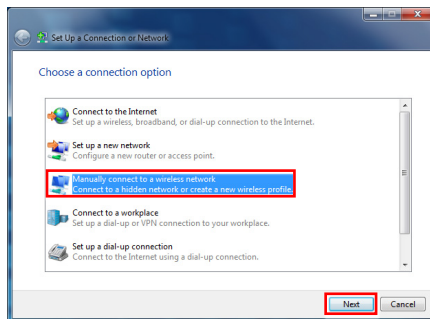 Set Up a Connection or Network
Choose a connection option
Connect to the Internet
Set up a wireless, broadband, or dial-up connection to the Internet.
Set up a new network
Configure a new router or access point.
Manually connect to a wireless network
Connect to a hidden network or create a new wireless profile.
Connect to a workplace
Set up a dial-up or VPN connection to your workplace.
Set up a dial-up connection
Connect to the Internet using a dial-up connection.
Next Cancel